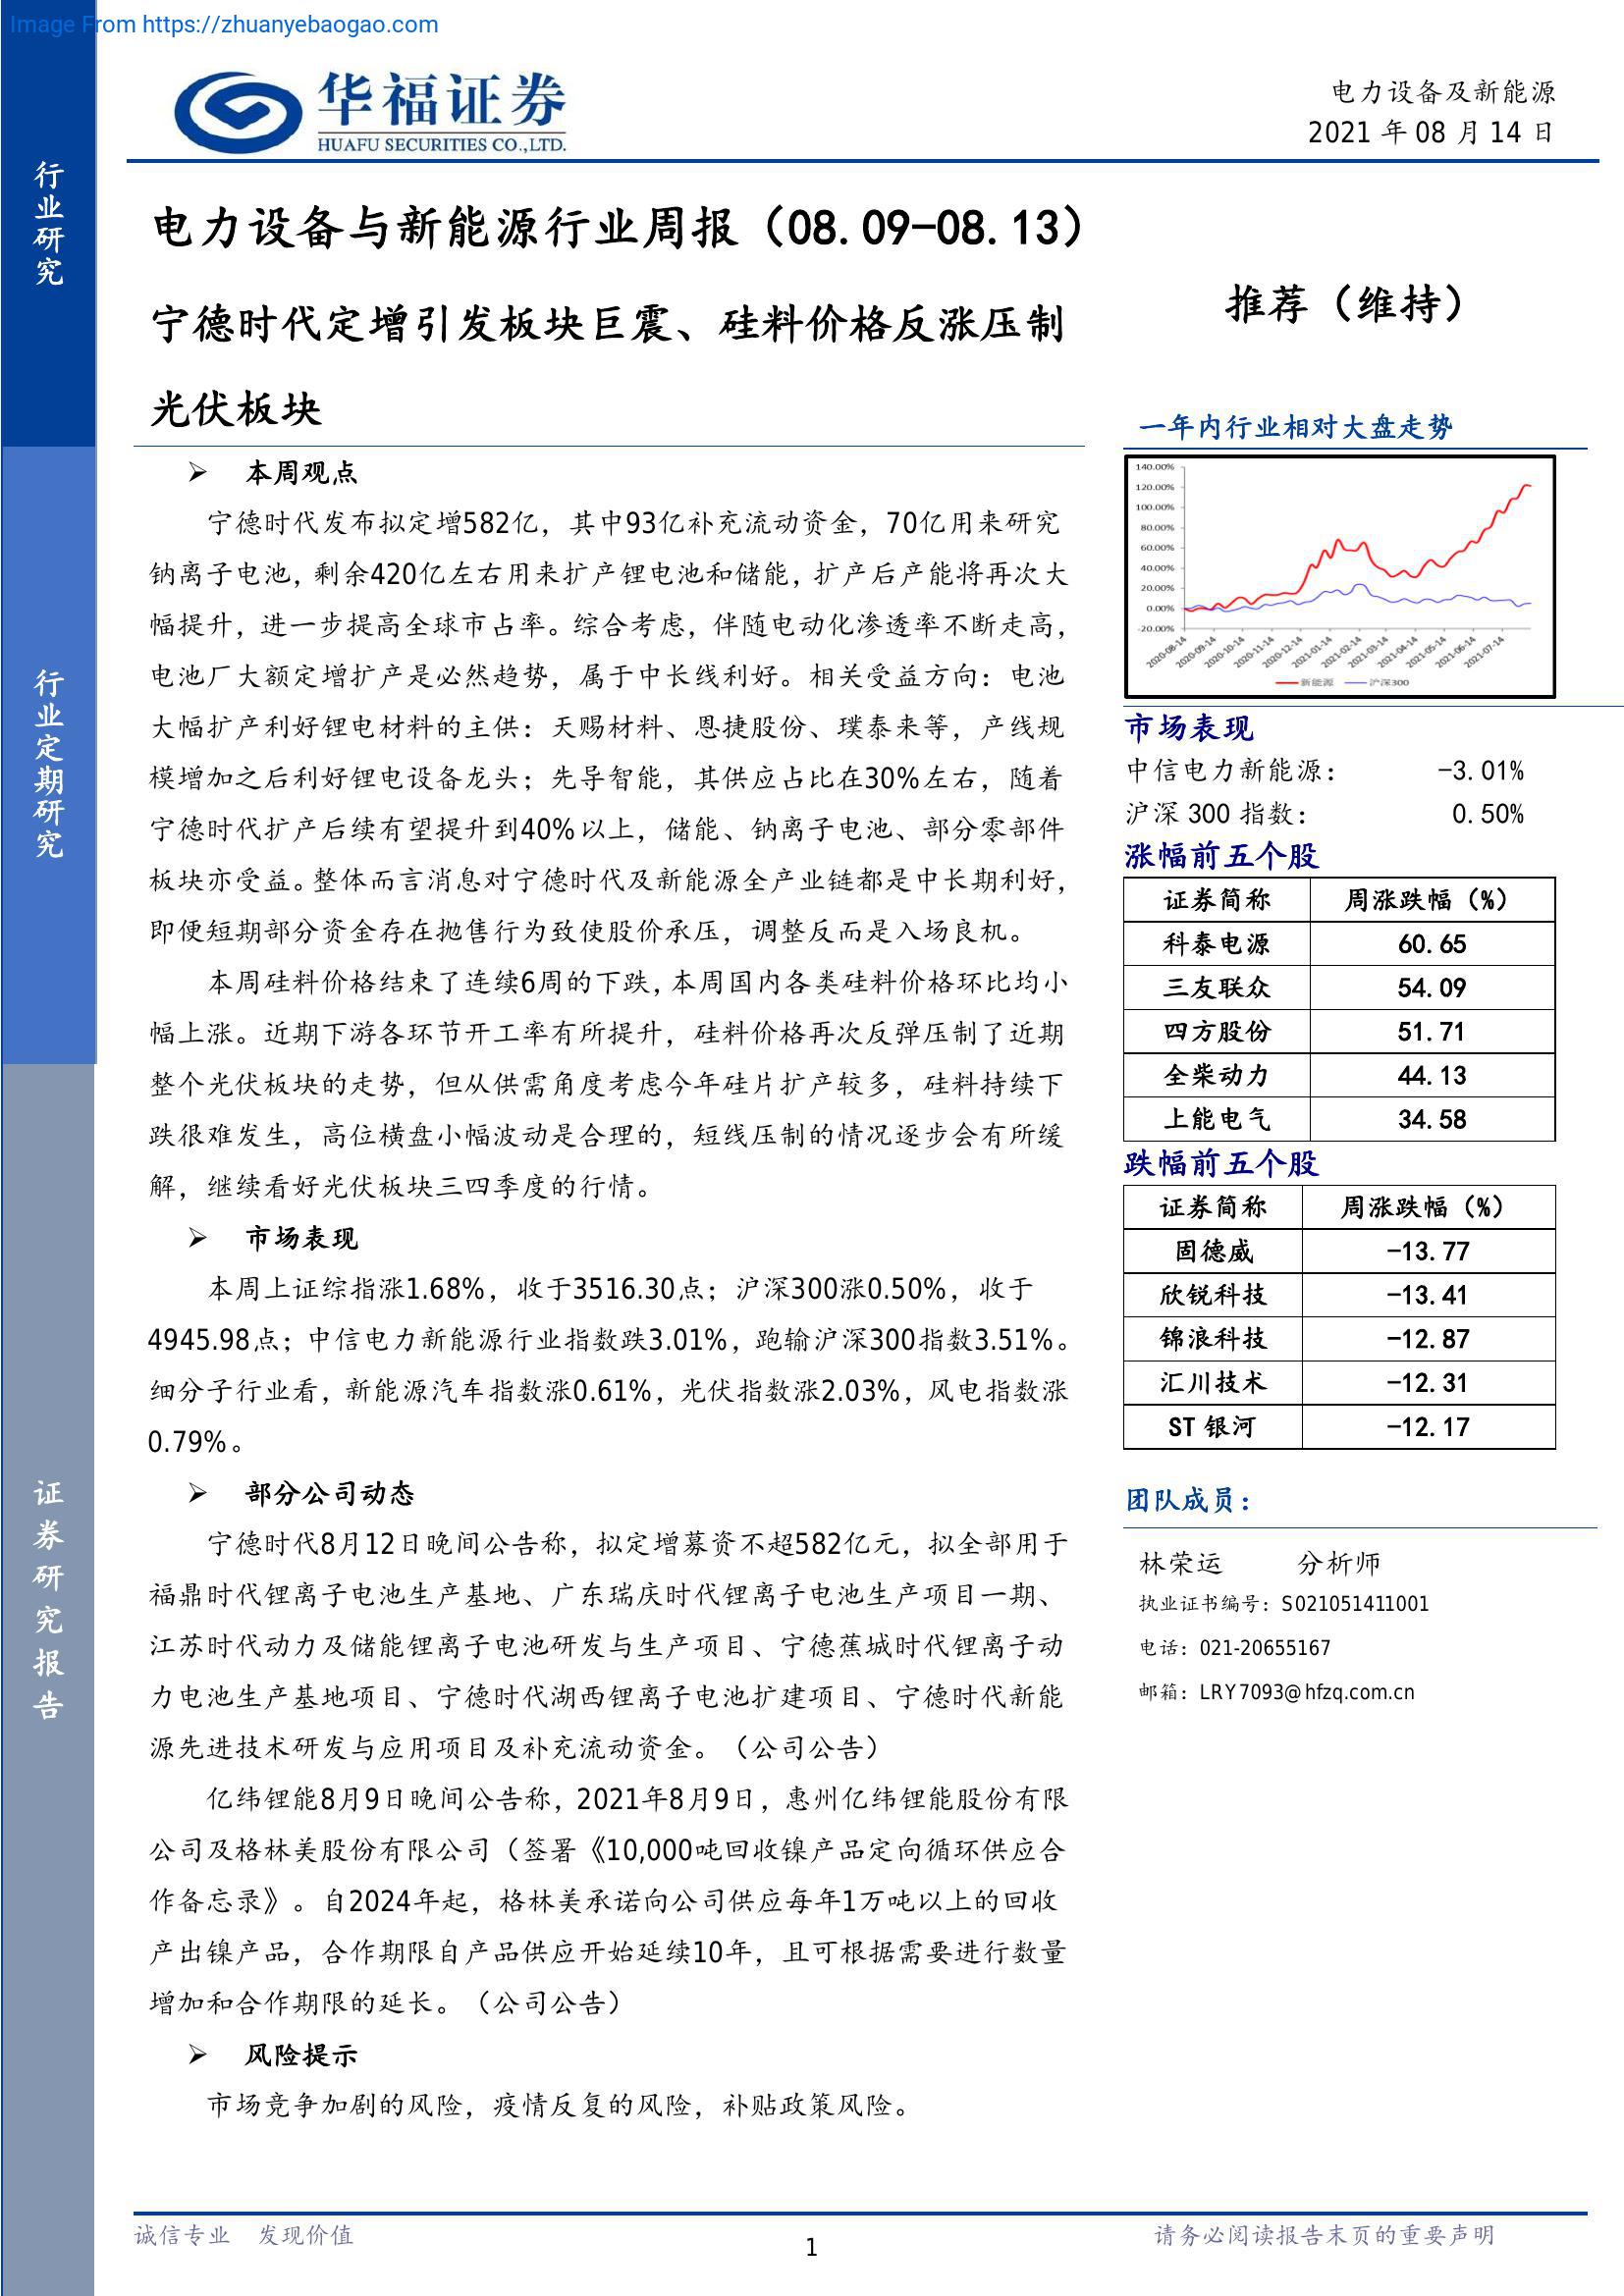 Image From https://zhuanyebaogao.com
华福证券
HUAFU SECURITIES CO.,LTD.
电力设备及新能源
2021 年 08 月 14 日
行业研究
行业定期研究
证券研究报告
电力设备与新能源行业周报（08.09-08.13）
宁德时代定增引发板块巨震、硅料价格反涨压制
光伏板块
推荐（维持）
➢ 本周观点
宁德时代发布拟定增582亿，其中93亿补充流动资金，70亿用来研究
钠离子电池，剩余420亿左右用来扩产锂电池和储能，扩产后产能将再次大
幅提升，进一步提高全球市占率。综合考虑，伴随电动化渗透率不断走高，
电池厂大额定增扩产是必然趋势，属于中长线利好。相关受益方向：电池
大幅扩产利好锂电材料的主供：天赐材料、恩捷股份、璞泰来等，产线规
模增加之后利好锂电设备龙头；先导智能，其供应占比在30%左右，随着
宁德时代扩产后续有望提升到40%以上，储能、钠离子电池、部分零部件
板块亦受益。整体而言消息对宁德时代及新能源全产业链都是中长期利好，
即便短期部分资金存在抛售行为致使股价承压，调整反而是入场良机。
本周硅料价格结束了连续6周的下跌，本周国内各类硅料价格环比均小
幅上涨。近期下游各环节开工率有所提升，硅料价格再次反弹压制了近期
整个光伏板块的走势，但从供需角度考虑今年硅片扩产较多，硅料持续下
跌很难发生，高位横盘小幅波动是合理的，短线压制的情况逐步会有所缓
解，继续看好光伏板块三四季度的行情。
➢ 市场表现
本周上证综指涨1.68%，收于3516.30点；沪深300涨0.50%，收于
4945.98点；中信电力新能源行业指数跌3.01%，跑输沪深300指数3.51%。
细分子行业看，新能源汽车指数涨0.61%，光伏指数涨2.03%，风电指数涨
0.79%。
➢ 部分公司动态
宁德时代8月12日晚间公告称，拟定增募资不超582亿元，拟全部用于
福鼎时代锂离子电池生产基地、广东瑞庆时代锂离子电池生产项目一期、
江苏时代动力及储能锂离子电池研发与生产项目、宁德蕉城时代锂离子动
力电池生产基地项目、宁德时代湖西锂离子电池扩建项目、宁德时代新能
源先进技术研发与应用项目及补充流动资金。（公司公告）
亿纬锂能8月9日晚间公告称，2021年8月9日，惠州亿纬锂能股份有限
公司及格林美股份有限公司（签署《10,000吨回收镍产品定向循环供应合
作备忘录》。自2024年起，格林美承诺向公司供应每年1万吨以上的回收
产出镍产品，合作期限自产品供应开始延续10年，且可根据需要进行数量
增加和合作期限的延长。（公司公告）
➢ 风险提示
市场竞争加剧的风险，疫情反复的风险，补贴政策风险。
一年内行业相对大盘走势
140.00%
120.00%
100.00%
80.00%
60.00%
40.00%
20.00%
0.00%
-20.00%
2020-08-14 2020-09-14 2020-10-14 2020-11-14 2020-12-14 2021-01-14 2021-02-14 2021-03-14 2021-04-14 2021-05-14 2021-06-14 2021-07-14
新能源 沪深300
市场表现
中信电力新能源： -3.01%
沪深 300 指数： 0.50%
涨幅前五个股
证券简称 周涨跌幅（%）
科泰电源 60.65
三友联众 54.09
四方股份 51.71
全柴动力 44.13
上能电气 34.58
跌幅前五个股
证券简称 周涨跌幅（%）
固德威 -13.77
欣锐科技 -13.41
锦浪科技 -12.87
汇川技术 -12.31
ST 银河 -12.17
团队成员：
林荣运 分析师
执业证书编号：S021051411001
电话：021-20655167
邮箱：LRY7093@hfzq.com.cn
诚信专业 发现价值
1
请务必阅读报告末页的重要声明